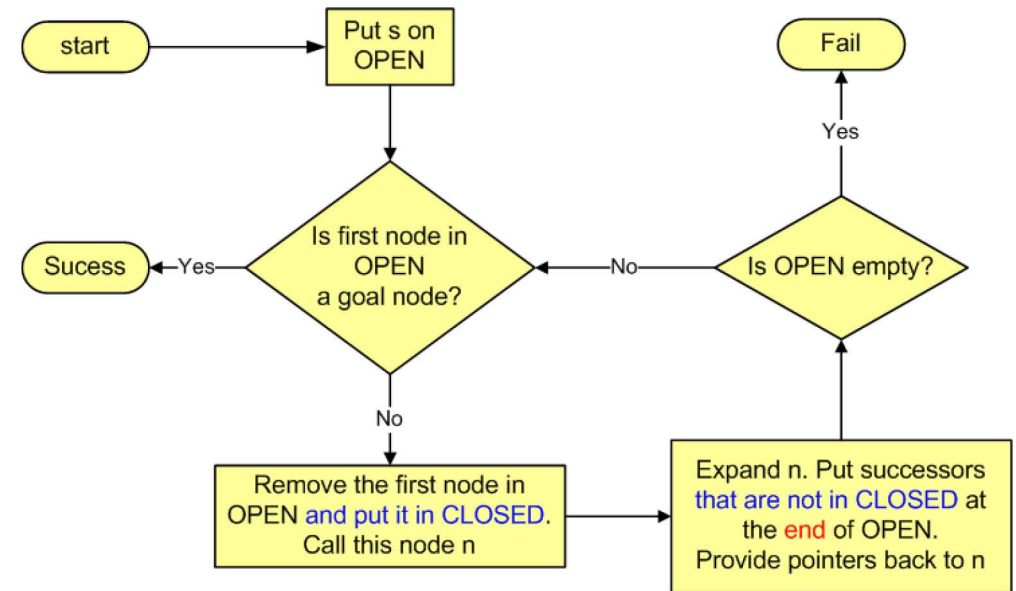 start
Put s on
OPEN
Fail
Yes
Is first node in
OPEN
a goal node?
Sucess
Yes
No
Is OPEN empty?
No
Remove the first node in
OPEN and put it in CLOSED.
Call this node n
Expand n. Put successors
that are not in CLOSED at
the end of OPEN.
Provide pointers back to n